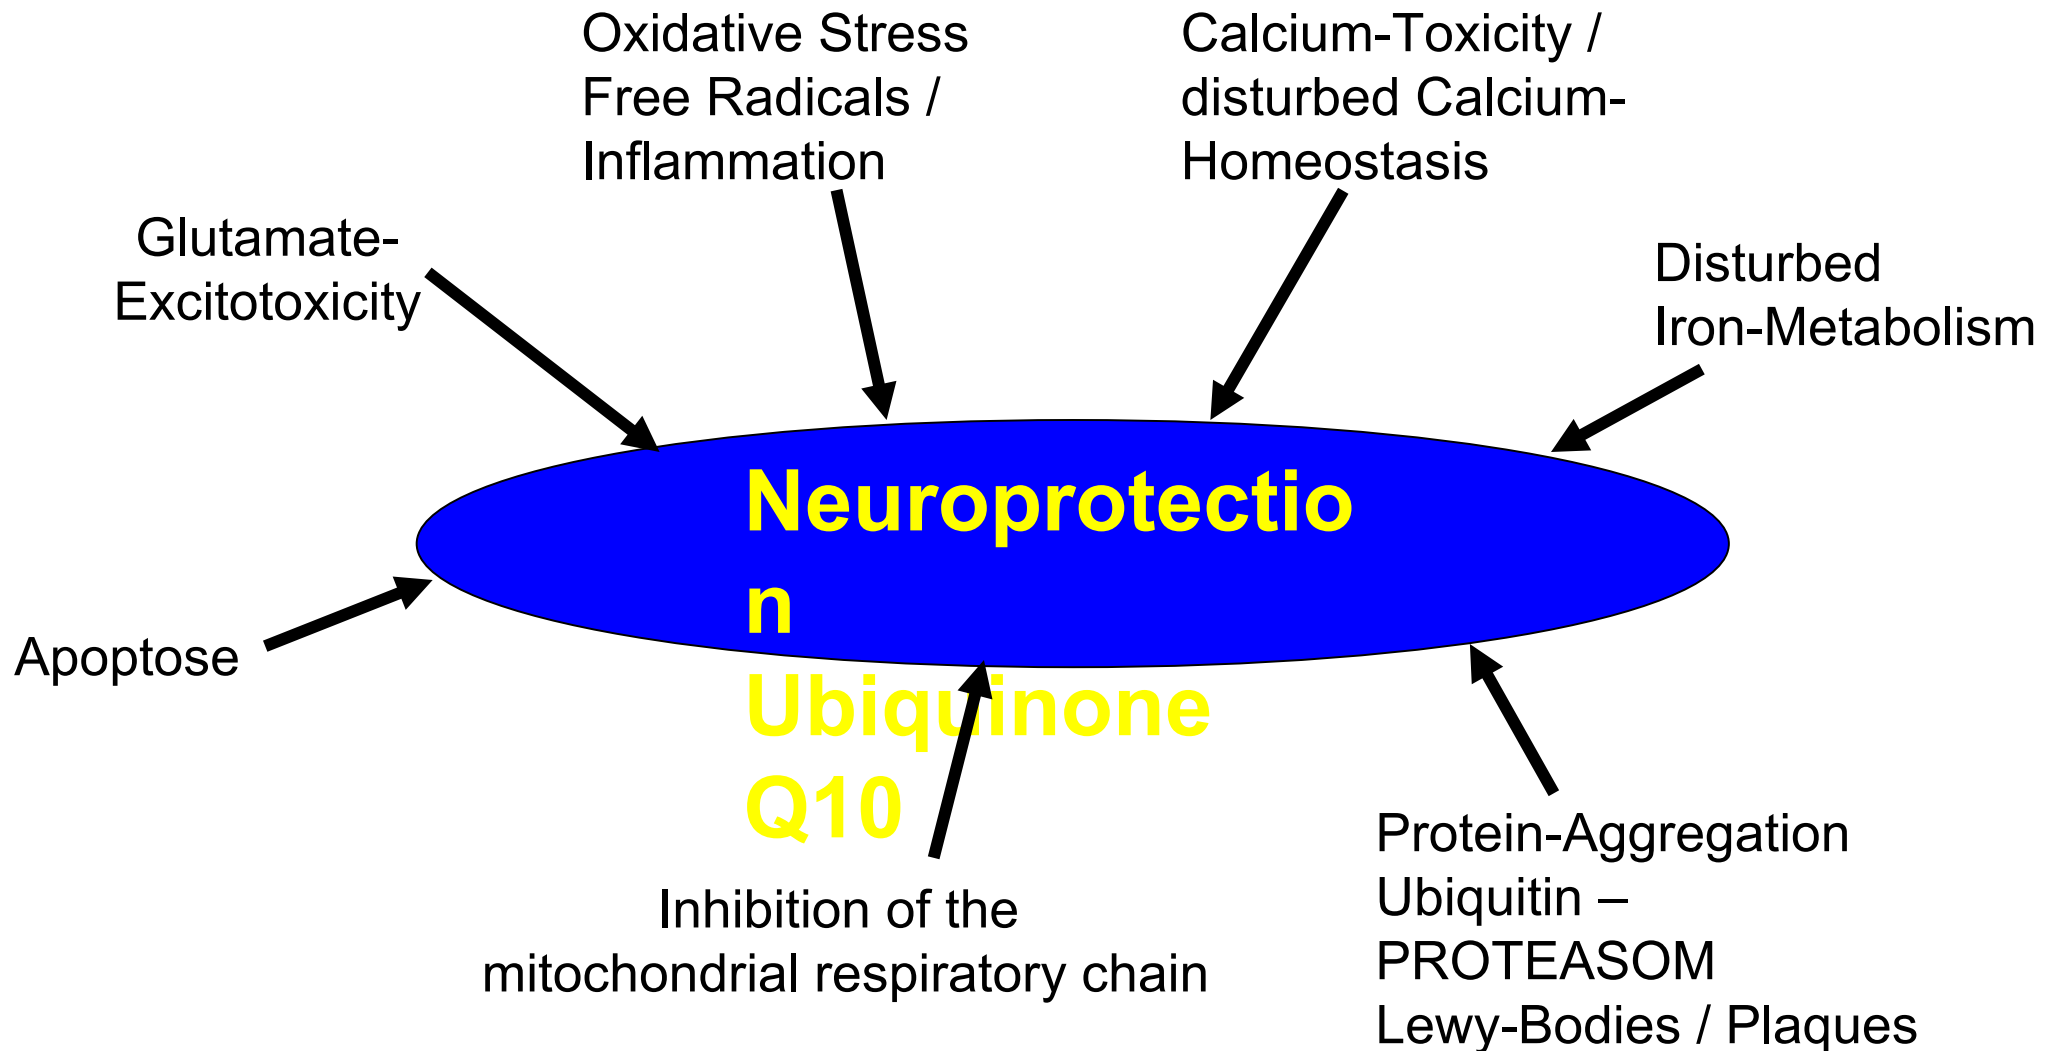 Oxidative Stress
Free Radicals /
Inflammation
Calcium-Toxicity /
disturbed Calcium-
Homeostasis
Glutamate-
Excitotoxicity
Disturbed
Iron-Metabolism
Neuroprotectio
n
Ubiquinone
Q10
Apoptose
Inhibition of the
mitochondrial respiratory chain
Protein-Aggregation
Ubiquitin –
PROTEASOM
Lewy-Bodies / Plaques